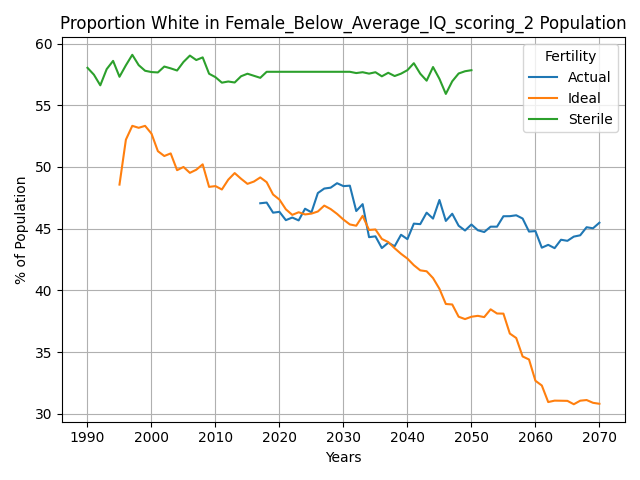 Proportion White in Female_Below_Average_IQ_scoring_2 Population
60
55
50
45
40
35
30
% of Population
Fertility
Actual
Ideal
Sterile
1990 2000 2010 2020 2030 2040 2050 2060 2070
Years